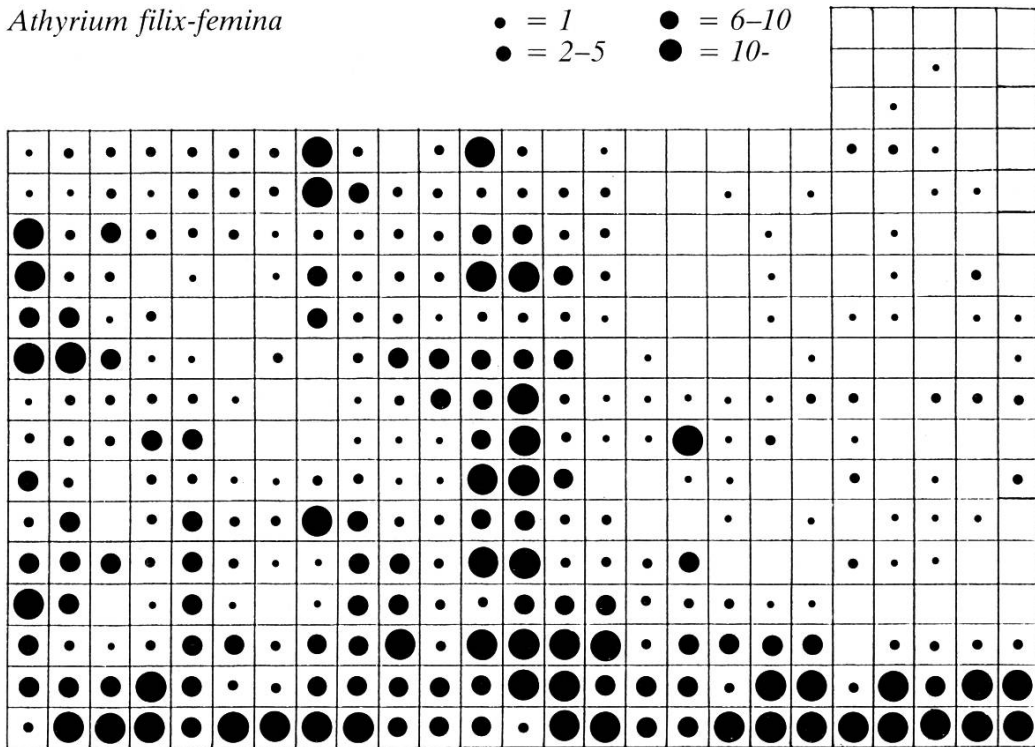 Athyrium filix-femina
• = 1 ● = 6–10
● = 2–5 ● = 10-